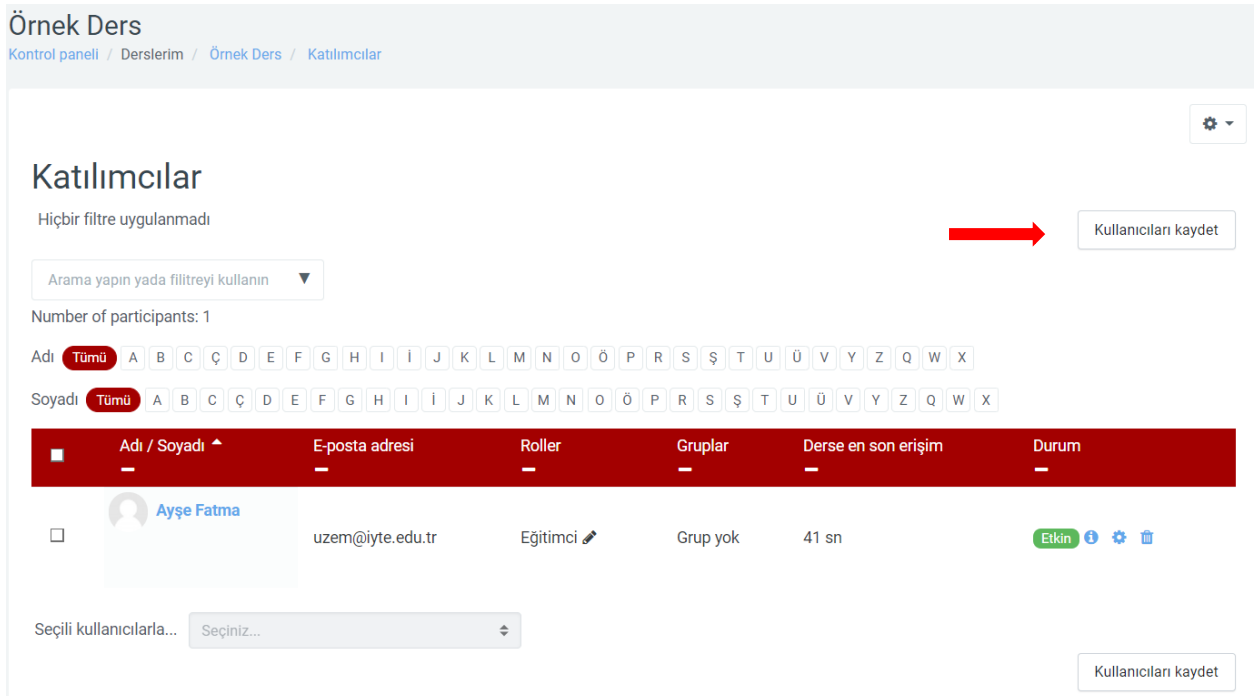 Örnek Ders
Kontrol paneli / Derslerim / Örnek Ders / Katılımcılar
Katılımcılar
Hiçbir filtre uygulanmadı
Kullanıcıları kaydet
Arama yapın yada filitreyi kullanın ▼
Number of participants: 1
Adı Tümü A B C Ç D E F G H I İ J K L M N O Ö P R S Ş T U Ü V Y Z Q W X
Soyadı Tümü A B C Ç D E F G H I İ J K L M N O Ö P R S Ş T U Ü V Y Z Q W X
Adı / Soyadı E-posta adresi Roller Gruplar Derse en son erişim Durum
Ayşe Fatma
uzem@iyte.edu.tr Eğitimci Grup yok 41 sn Etkin
Seçili kullanıcılarla... Seçiniz...
Kullanıcıları kaydet